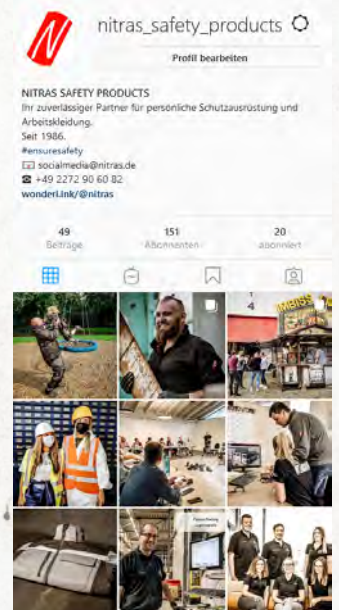 nitras_safety_products
Profil bearbeiten
NITRAS SAFETY PRODUCTS
Ihr zuverlässiger Partner für persönliche Schutzausrüstung und
Arbeitskleidung.
Seit 1986.
#ensuresafety
socialmedia@nitras.de
+49 2272 90 60 82
wonderl.ink/@nitras
49 151 20
Beiträge Abonnenten abonniert
IMBISS